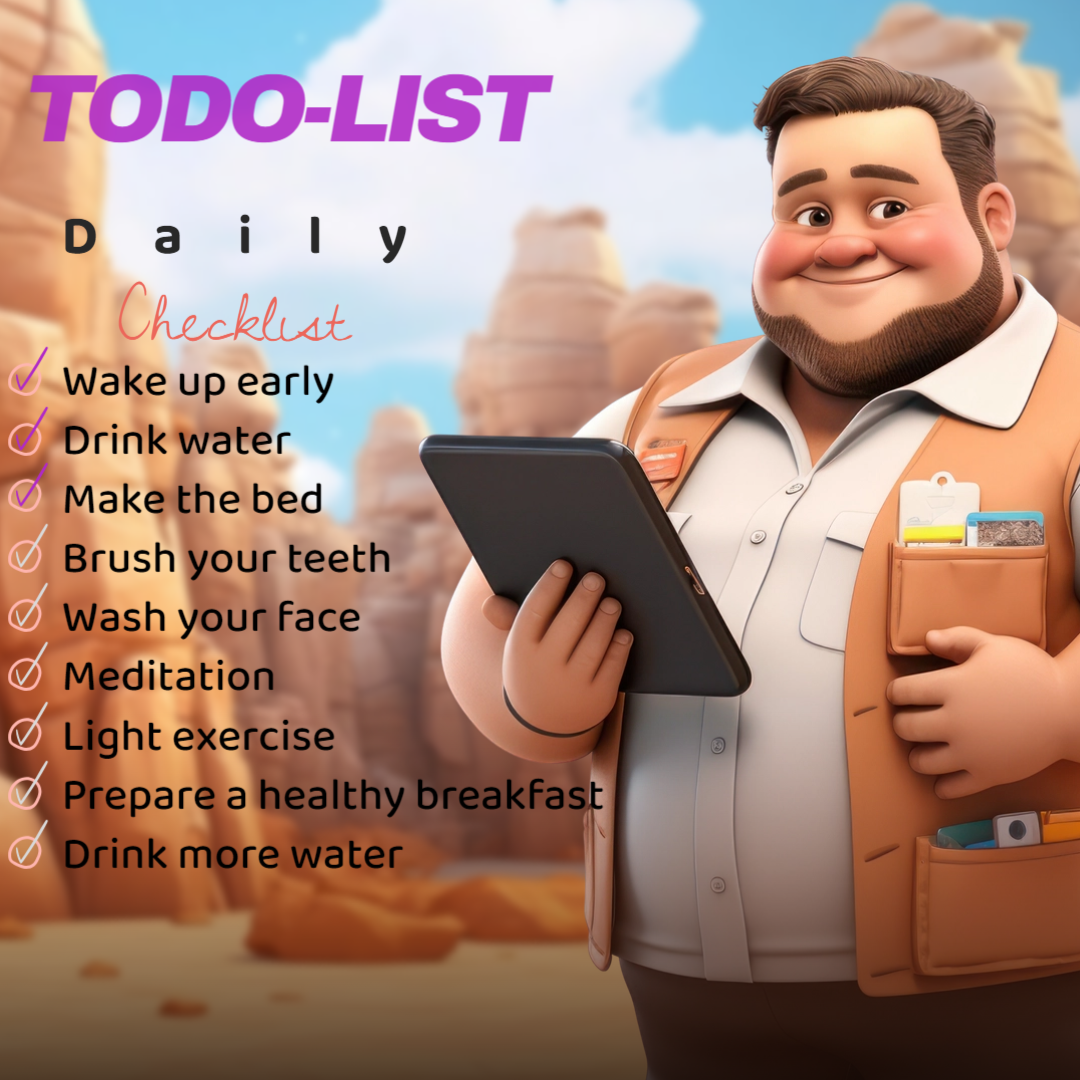 TODO-LIST
Daily
Checklist
Wake up early
Drink water
Make the bed
Brush your teeth
Wash your face
Meditation
Light exercise
Prepare a healthy breakfast
Drink more water